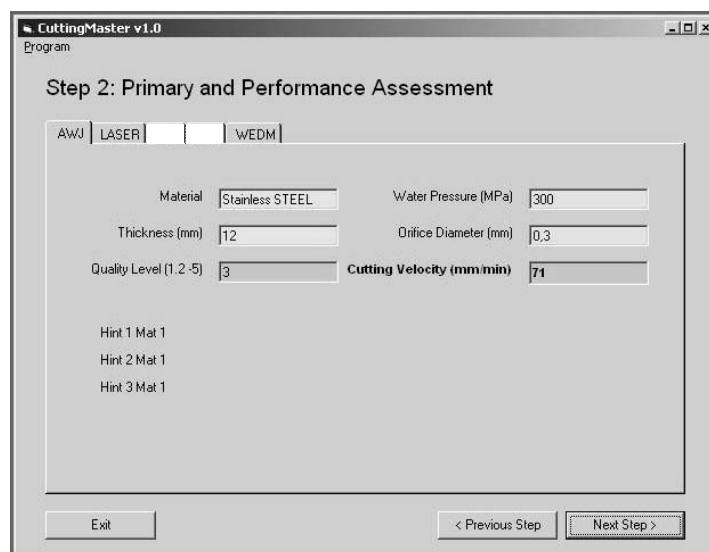 CuttingMaster v1.0
Program
Step 2: Primary and Performance Assessment
AWJ LASER WEDM
Material Stainless STEEL Water Pressure (MPa) 300
Thickness (mm) 12 Orifice Diameter (mm) 0,3
Quality Level (1.2 -5) 3 Cutting Velocity (mm/min) 71
Hint 1 Mat 1
Hint 2 Mat 1
Hint 3 Mat 1
Exit < Previous Step Next Step >